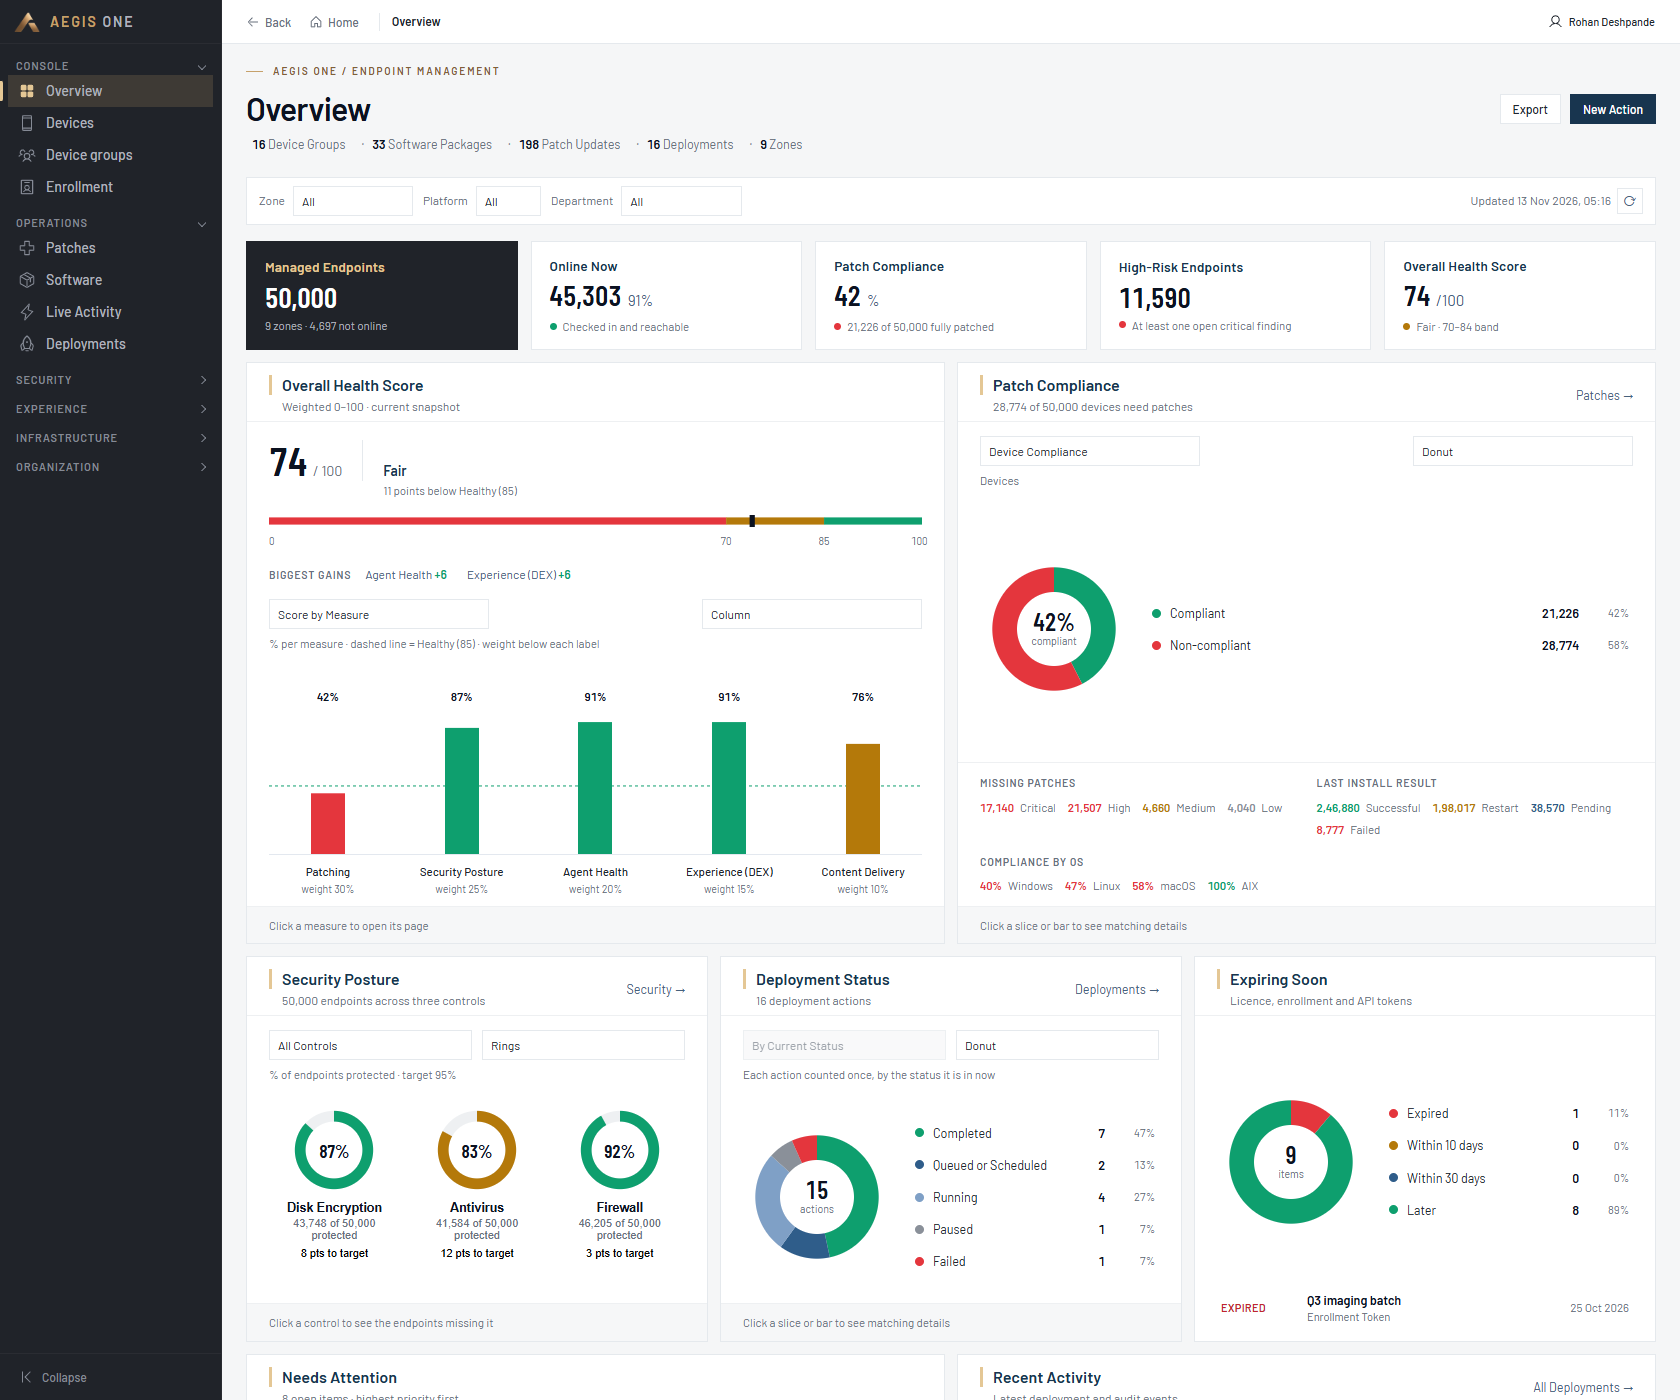 AEGIS ONE
CONSOLE
Overview
Devices
Device groups
Enrollment
OPERATIONS
Patches
Software
Live Activity
Deployments
SECURITY
EXPERIENCE
INFRASTRUCTURE
ORGANIZATION
Collapse
Back Home Overview
Rohan Deshpande
AEGIS ONE / ENDPOINT MANAGEMENT
Overview
Export New Action
16 Device Groups · 33 Software Packages · 198 Patch Updates · 16 Deployments · 9 Zones
Zone All Platform All Department All
Updated 13 Nov 2026, 05:16
Managed Endpoints
50,000
9 zones · 4,697 not online
Online Now
45,303 91%
Checked in and reachable
Patch Compliance
42 %
21,226 of 50,000 fully patched
High-Risk Endpoints
11,590
At least one open critical finding
Overall Health Score
74 /100
Fair · 70–84 band
Overall Health Score
Weighted 0–100 · current snapshot
74 / 100
Fair
11 points below Healthy (85)
0 70 85 100
BIGGEST GAINS Agent Health +6 Experience (DEX) +6
Score by Measure
Column
% per measure · dashed line = Healthy (85) · weight below each label
42% 87% 91% 91% 76%
Patching Security Posture Agent Health Experience (DEX) Content Delivery
weight 30% weight 25% weight 20% weight 15% weight 10%
Click a measure to open its page
Patch Compliance
28,774 of 50,000 devices need patches
Patches →
Device Compliance
Donut
Devices
42%
compliant
Compliant 21,226 42%
Non-compliant 28,774 58%
MISSING PATCHES
17,140 Critical 21,507 High 4,660 Medium 4,040 Low
LAST INSTALL RESULT
2,46,880 Successful 1,98,017 Restart 38,570 Pending
8,777 Failed
COMPLIANCE BY OS
40% Windows 47% Linux 58% macOS 100% AIX
Click a slice or bar to see matching details
Security Posture
50,000 endpoints across three controls
Security →
All Controls
Rings
% of endpoints protected · target 95%
87% 83% 92%
Disk Encryption Antivirus Firewall
43,748 of 50,000 41,584 of 50,000 46,205 of 50,000
protected protected protected
8 pts to target 12 pts to target 3 pts to target
Click a control to see the endpoints missing it
Deployment Status
16 deployment actions
Deployments →
By Current Status
Donut
Each action counted once, by the status it is in now
15
actions
Completed 7 47%
Queued or Scheduled 2 13%
Running 4 27%
Paused 1 7%
Failed 1 7%
Click a slice or bar to see matching details
Expiring Soon
Licence, enrollment and API tokens
9
items
Expired 1 11%
Within 10 days 0 0%
Within 30 days 0 0%
Later 8 89%
EXPIRED Q3 imaging batch 25 Oct 2026
Enrollment Token
Needs Attention
8 open items · highest priority first
Recent Activity
Latest deployment and audit events
All Deployments →